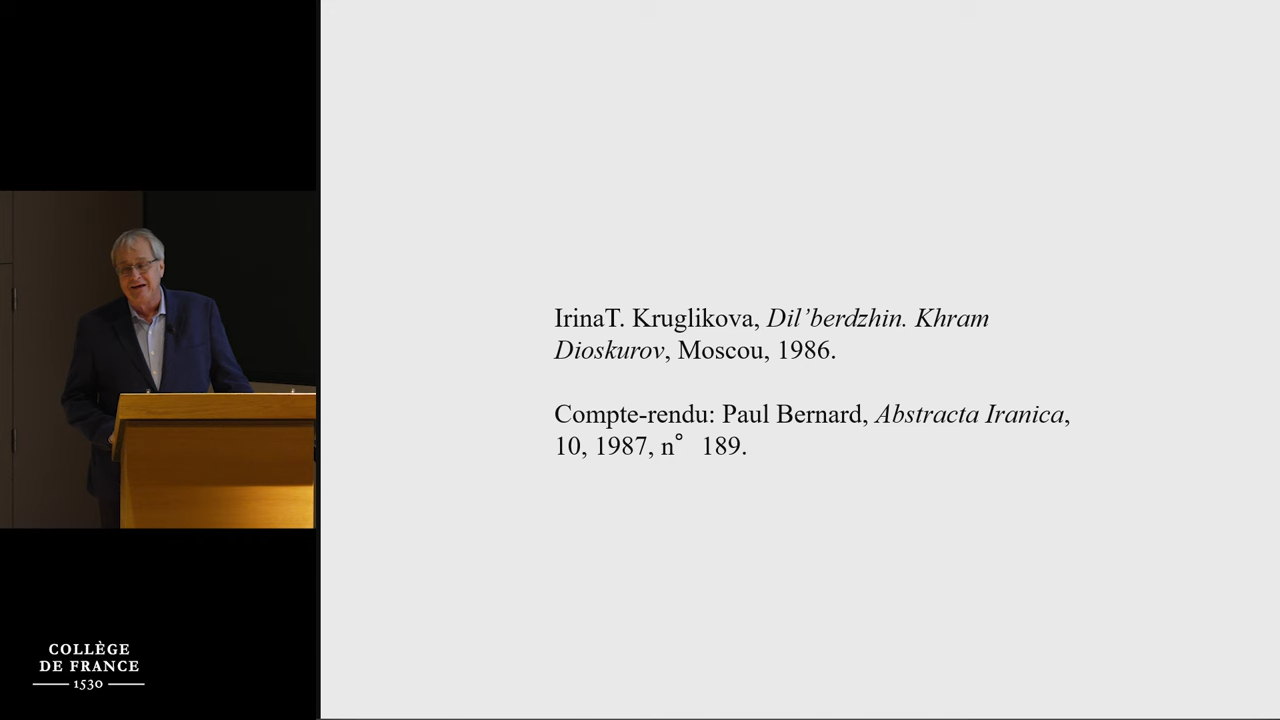 IrinaT. Kruglikova, Dil’berdzhin. Khram
Dioskurov, Moscou, 1986.
Compte-rendu: Paul Bernard, Abstracta Iranica,
10, 1987, n° 189.
COLLÈGE
DE FRANCE
1530